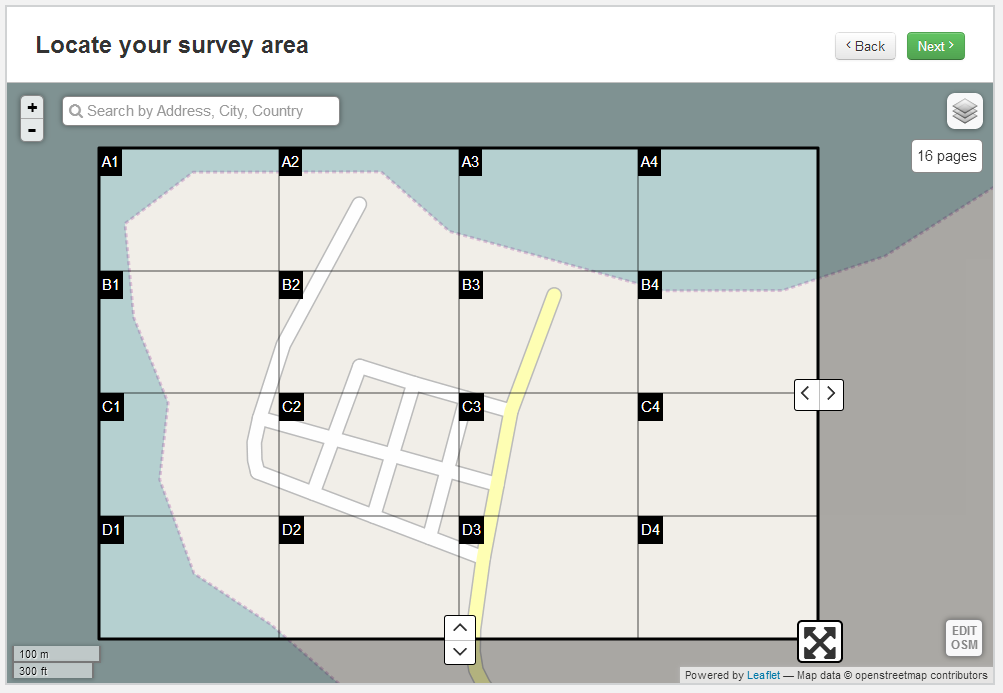 Locate your survey area
‹ Back
Next ›
+
-
Search by Address, City, Country
16 pages
A1 A2 A3 A4
B1 B2 B3 B4
C1 C2 C3 C4
D1 D2 D3 D4
EDIT
OSM
100 m
300 ft
Powered by Leaflet — Map data © openstreetmap contributors